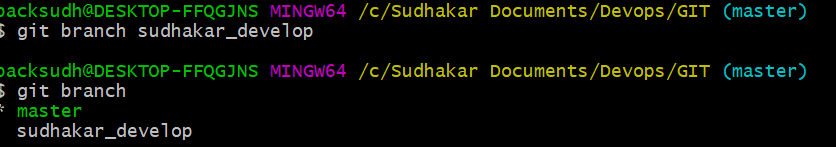 backsudh@DESKTOP-FFQGJNS MINGW64 /c/Sudhakar Documents/Devops/GIT (master)
$ git branch sudhakar_develop
backsudh@DESKTOP-FFQGJNS MINGW64 /c/Sudhakar Documents/Devops/GIT (master)
$ git branch
* master
sudhakar_develop